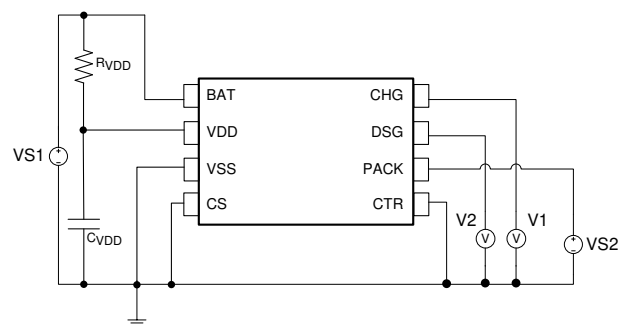 RVDD
BAT
CHG
VDD
DSG
VS1
VSS
PACK
CS
CTR
V2
V1
CVDD
V
V
VS2